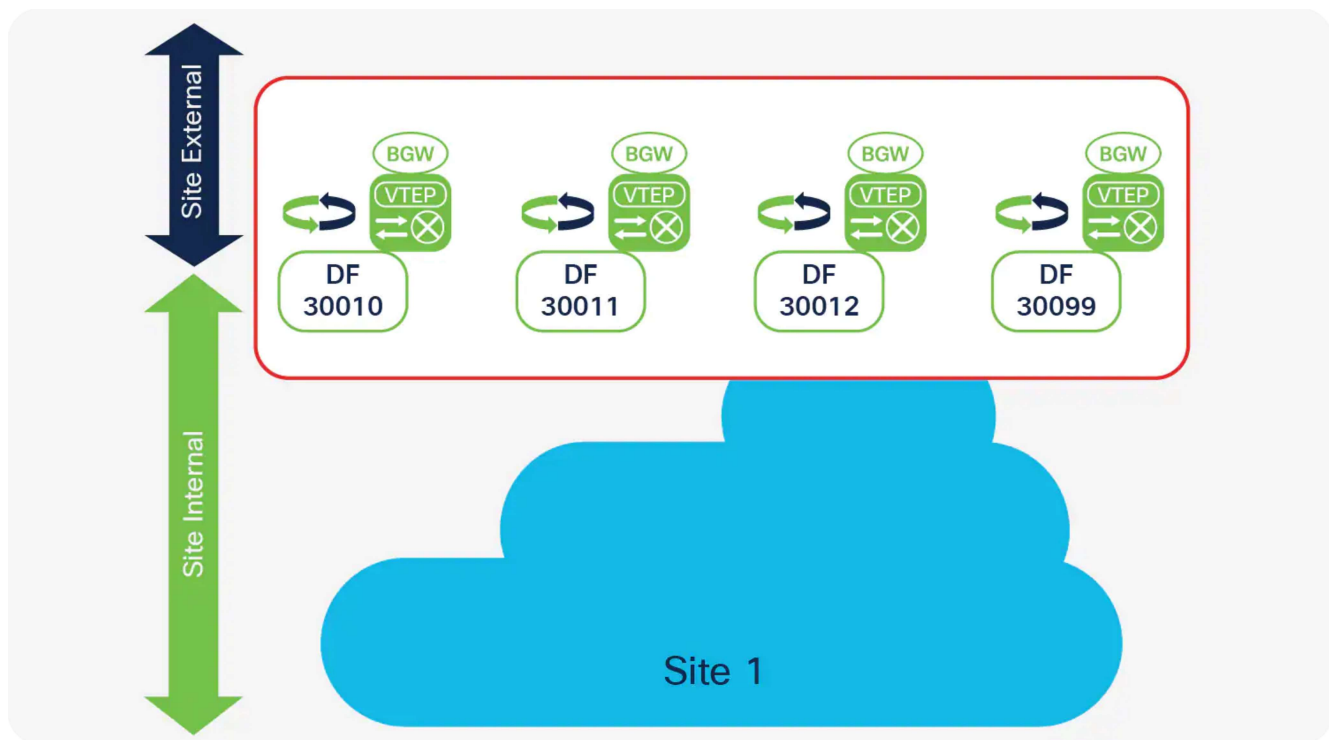 Site External
BGW
VTEP
DF
30010
BGW
VTEP
DF
30011
BGW
VTEP
DF
30012
BGW
VTEP
DF
30099
Site Internal
Site 1